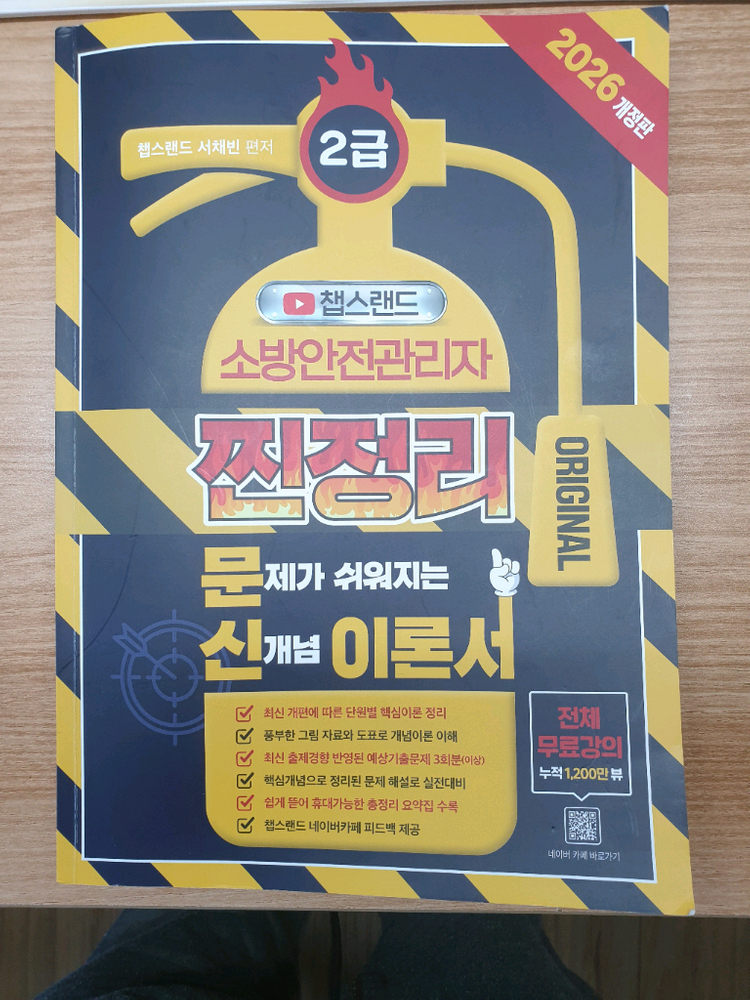 2026 개정판
챕스랜드 서채빈 편저
2급
챕스랜드
소방안전관리자
찐정리
ORIGINAL
문제가 쉬워지는
신개념 이론서
최신 개편에 따른 단원별 핵심이론 정리
풍부한 그림 자료와 도표로 개념이론 이해
최신 출제경향 반영된 예상기출문제 3회분(이상)
핵심개념으로 정리된 문제 해설로 실전대비
쉽게 뜯어 휴대가능한 총정리 요약집 수록
챕스랜드 네이버카페 피드백 제공
전체
무료강의
누적 1,200만 뷰
네이버 카페 바로가기